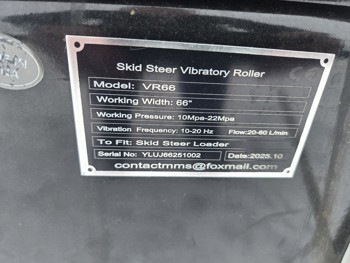 Skid Steer Vibratory Roller
Model: VR66
Working Width: 66"
Working Pressure: 10Mpa-22Mpa
Vibration Frequency: 10-20 Hz Flow:20-60 L/min
To Fit: Skid Steer Loader
Serial No: YLUJ66251002 Date:2025.10
contactmms@foxmail.com